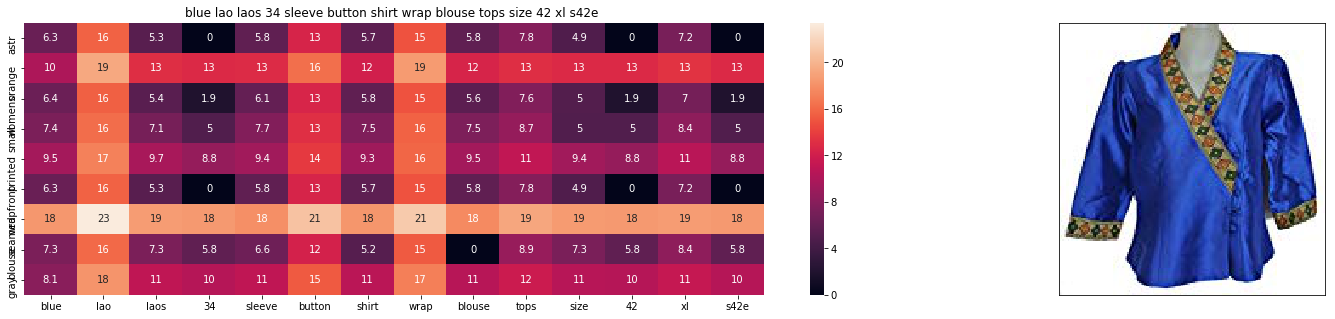 blue lao laos 34 sleeve button shirt wrap blouse tops size 42 xl s42e
astr 6.3 16 5.3 0 5.8 13 5.7 15 5.8 7.8 4.9 0 7.2 0
orange 10 19 13 13 13 16 12 19 12 13 13 13 13 13
womens 6.4 16 5.4 1.9 6.1 13 5.8 15 5.6 7.6 5 1.9 7 1.9
small 7.4 16 7.1 5 7.7 13 7.5 16 7.5 8.7 5 5 8.4 5
printed 9.5 17 9.7 8.8 9.4 14 9.3 16 9.5 11 9.4 8.8 11 8.8
front 6.3 16 5.3 0 5.8 13 5.7 15 5.8 7.8 4.9 0 7.2 0
18 23 19 18 18 21 18 21 18 19 19 18 19 18
blouse 7.3 16 7.3 5.8 6.6 12 5.2 15 0 8.9 7.3 5.8 8.4 5.8
gray 8.1 18 11 10 11 15 11 17 11 12 11 10 11 10
blue lao laos 34 sleeve button shirt wrap blouse tops size 42 xl s42e
20
16
12
8
4
0